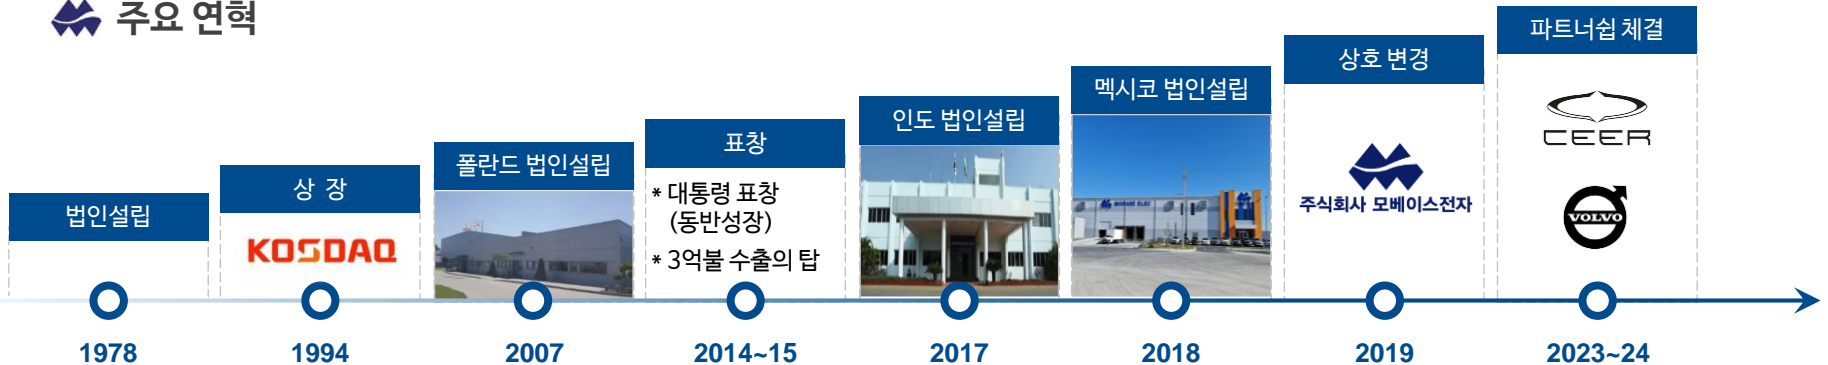 주요 연혁
법인설립
1978
상 장
KOSDAQ
1994
폴란드 법인설립
2007
표창
* 대통령 표창
(동반성장)
* 3억불 수출의 탑
2014~15
인도 법인설립
2017
멕시코 법인설립
MOBASE ELEC
2018
상호 변경
주식회사 모베이스전자
2019
파트너쉽 체결
CEER
VOLVO
2023~24